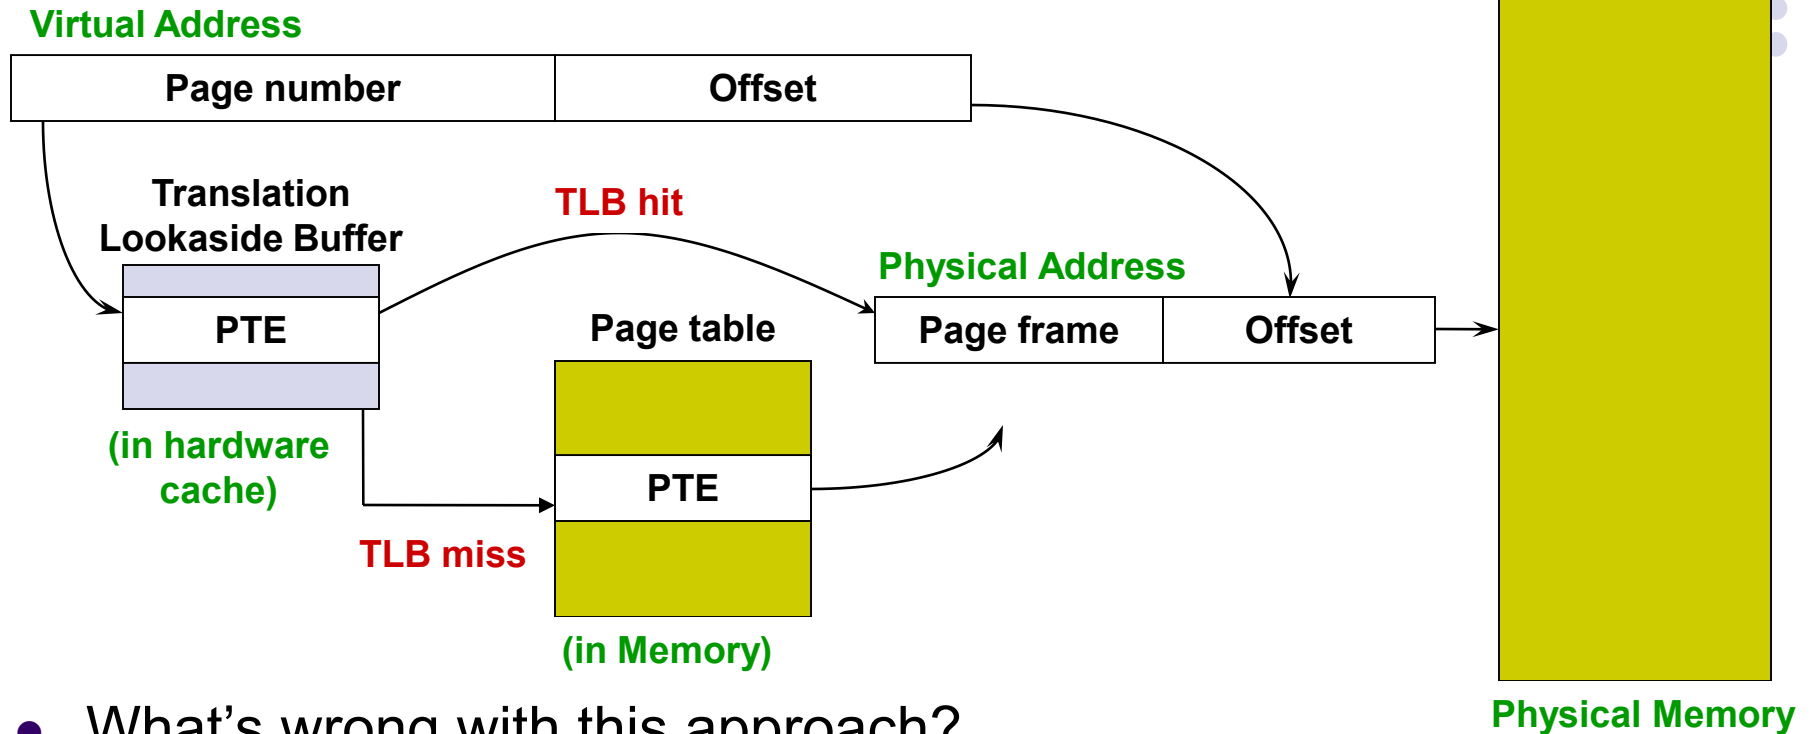 Virtual Address
Page number
Offset
Translation
Lookaside Buffer
TLB hit
Physical Address
PTE
Page table
Page frame
Offset
(in hardware
cache)
PTE
TLB miss
(in Memory)
What's wrong with this approach?
Physical Memory